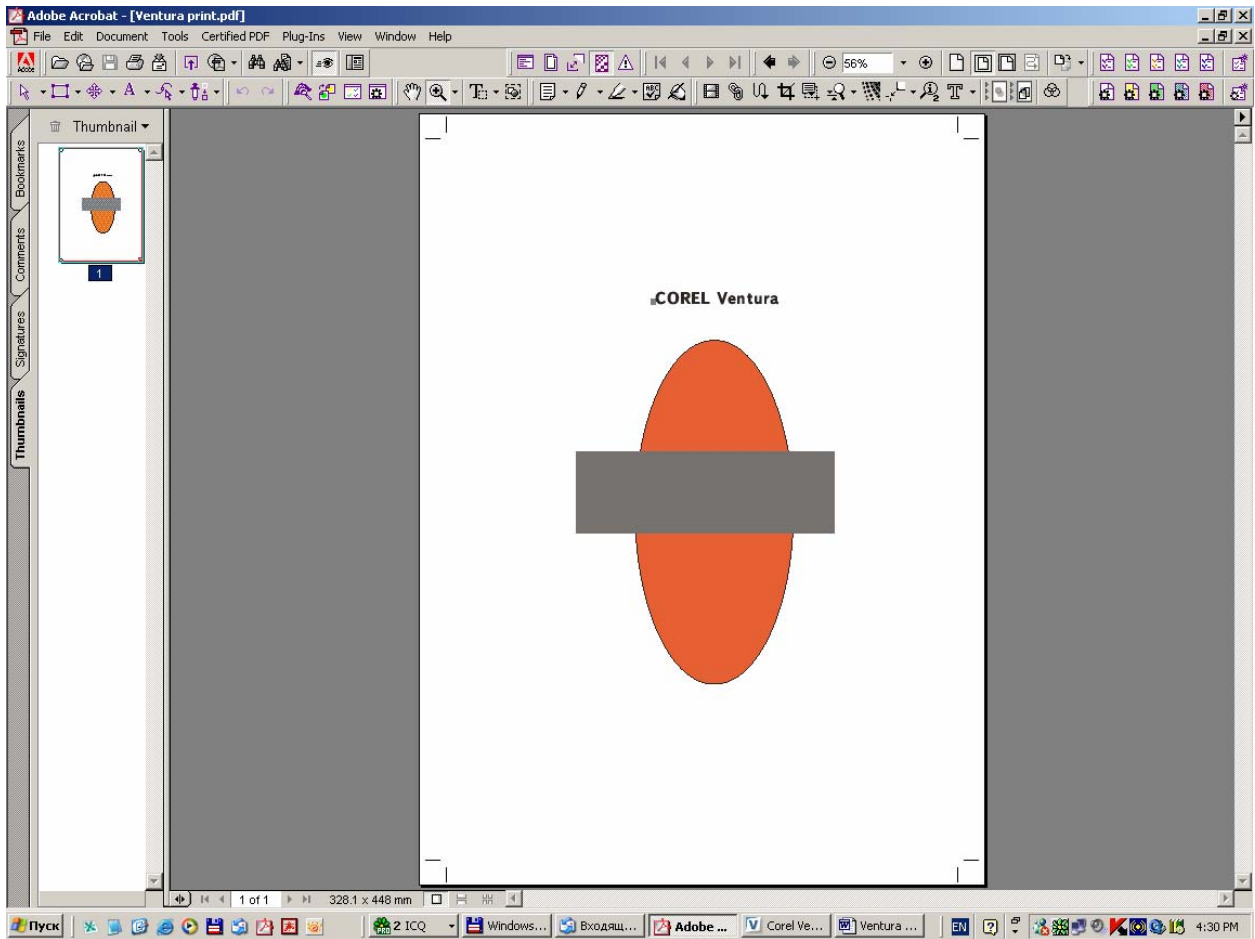 Adobe Acrobat - [Ventura print.pdf]
File Edit Document Tools Certified PDF Plug-Ins View Window Help
56%
Thumbnail
Bookmarks
Comments
Signatures
Thumbnails
1
COREL Ventura
1 of 1 328.1 x 448 mm
Пуск 2 ICQ Windows... Входящ... Adobe ... Corel Ve... Ventura ... EN 4:30 PM